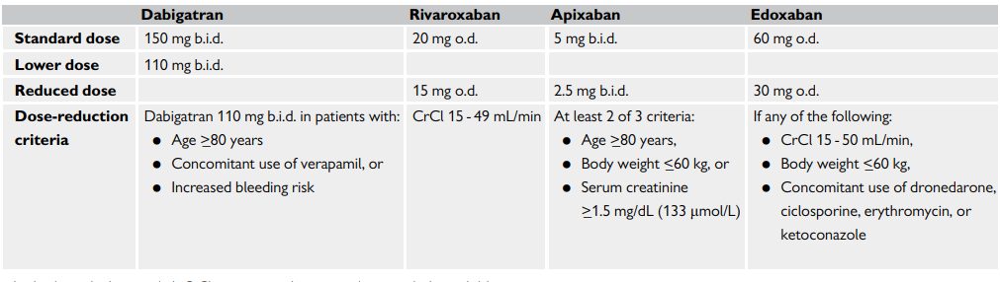 Dabigatran Rivaroxaban Apixaban Edoxaban
Standard dose 150 mg b.i.d. 20 mg o.d. 5 mg b.i.d. 60 mg o.d.
Lower dose 110 mg b.i.d.
Reduced dose 15 mg o.d. 2.5 mg b.i.d. 30 mg o.d.
Dose-reduction Dabigatran 110 mg b.i.d. in patients with: CrCl 15 - 49 mL/min At least 2 of 3 criteria: If any of the following:
criteria ● Age ≥80 years ● Age ≥80 years, ● CrCl 15 - 50 mL/min,
● Concomitant use of verapamil, or ● Body weight ≤60 kg, or ● Body weight ≤60 kg,
● Increased bleeding risk ● Serum creatinine ● Concomitant use of dronedarone,
≥1.5 mg/dL (133 μmol/L) ciclosporine, erythromycin, or
ketoconazole